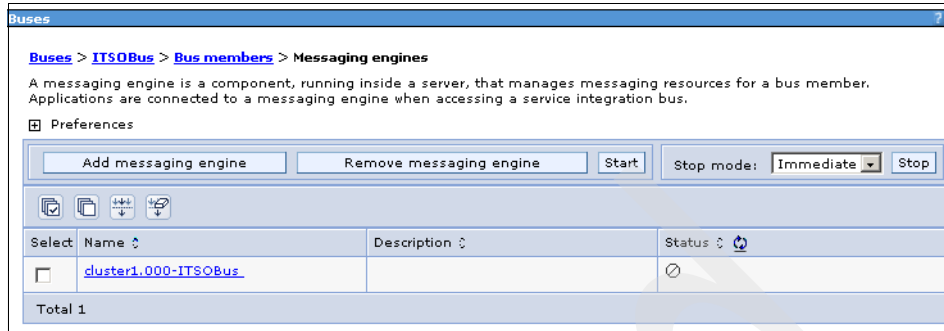 Buses ?
Buses > ITSOBus > Bus members > Messaging engines
A messaging engine is a component, running inside a server, that manages messaging resources for a bus member.
Applications are connected to a messaging engine when accessing a service integration bus.
Preferences
Add messaging engine Remove messaging engine Start Stop mode: Immediate Stop
Select Name Description Status
cluster1.000-ITSOBus
Total 1